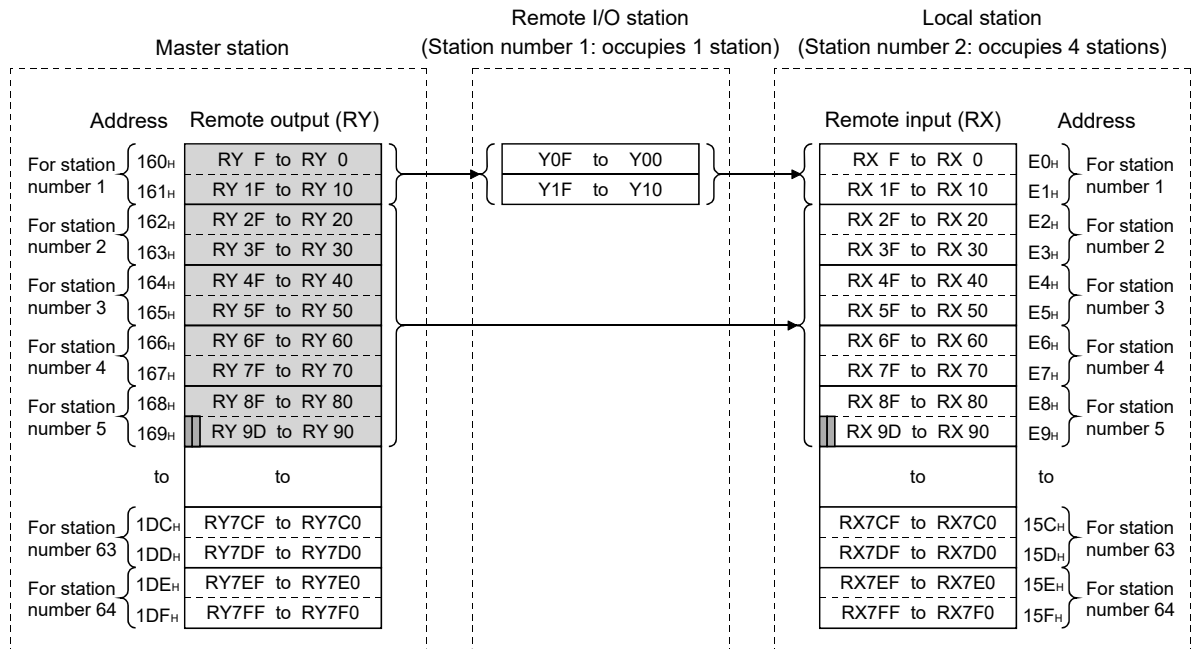 Remote I/O station Local station
Master station (Station number 1: occupies 1 station) (Station number 2: occupies 4 stations)
Address Remote output (RY) Remote input (RX) Address
For station number 1 160H RY F to RY 0 Y0F to Y00 RX F to RX 0 E0H For station number 1
161H RY 1F to RY 10 Y1F to Y10 RX 1F to RX 10 E1H
For station number 2 162H RY 2F to RY 20 RX 2F to RX 20 E2H For station number 2
163H RY 3F to RY 30 RX 3F to RX 30 E3H
For station number 3 164H RY 4F to RY 40 RX 4F to RX 40 E4H For station number 3
165H RY 5F to RY 50 RX 5F to RX 50 E5H
For station number 4 166H RY 6F to RY 60 RX 6F to RX 60 E6H For station number 4
167H RY 7F to RY 70 RX 7F to RX 70 E7H
For station number 5 168H RY 8F to RY 80 RX 8F to RX 80 E8H For station number 5
169H RY 9D to RY 90 RX 9D to RX 90 E9H
to to to to
For station number 63 1DCH RY7CF to RY7C0 RX7CF to RX7C0 15CH For station number 63
1DDH RY7DF to RY7D0 RX7DF to RX7D0 15DH
For station number 64 1DEH RY7EF to RY7E0 RX7EF to RX7E0 15EH For station number 64
1DFH RY7FF to RY7F0 RX7FF to RX7F0 15FH